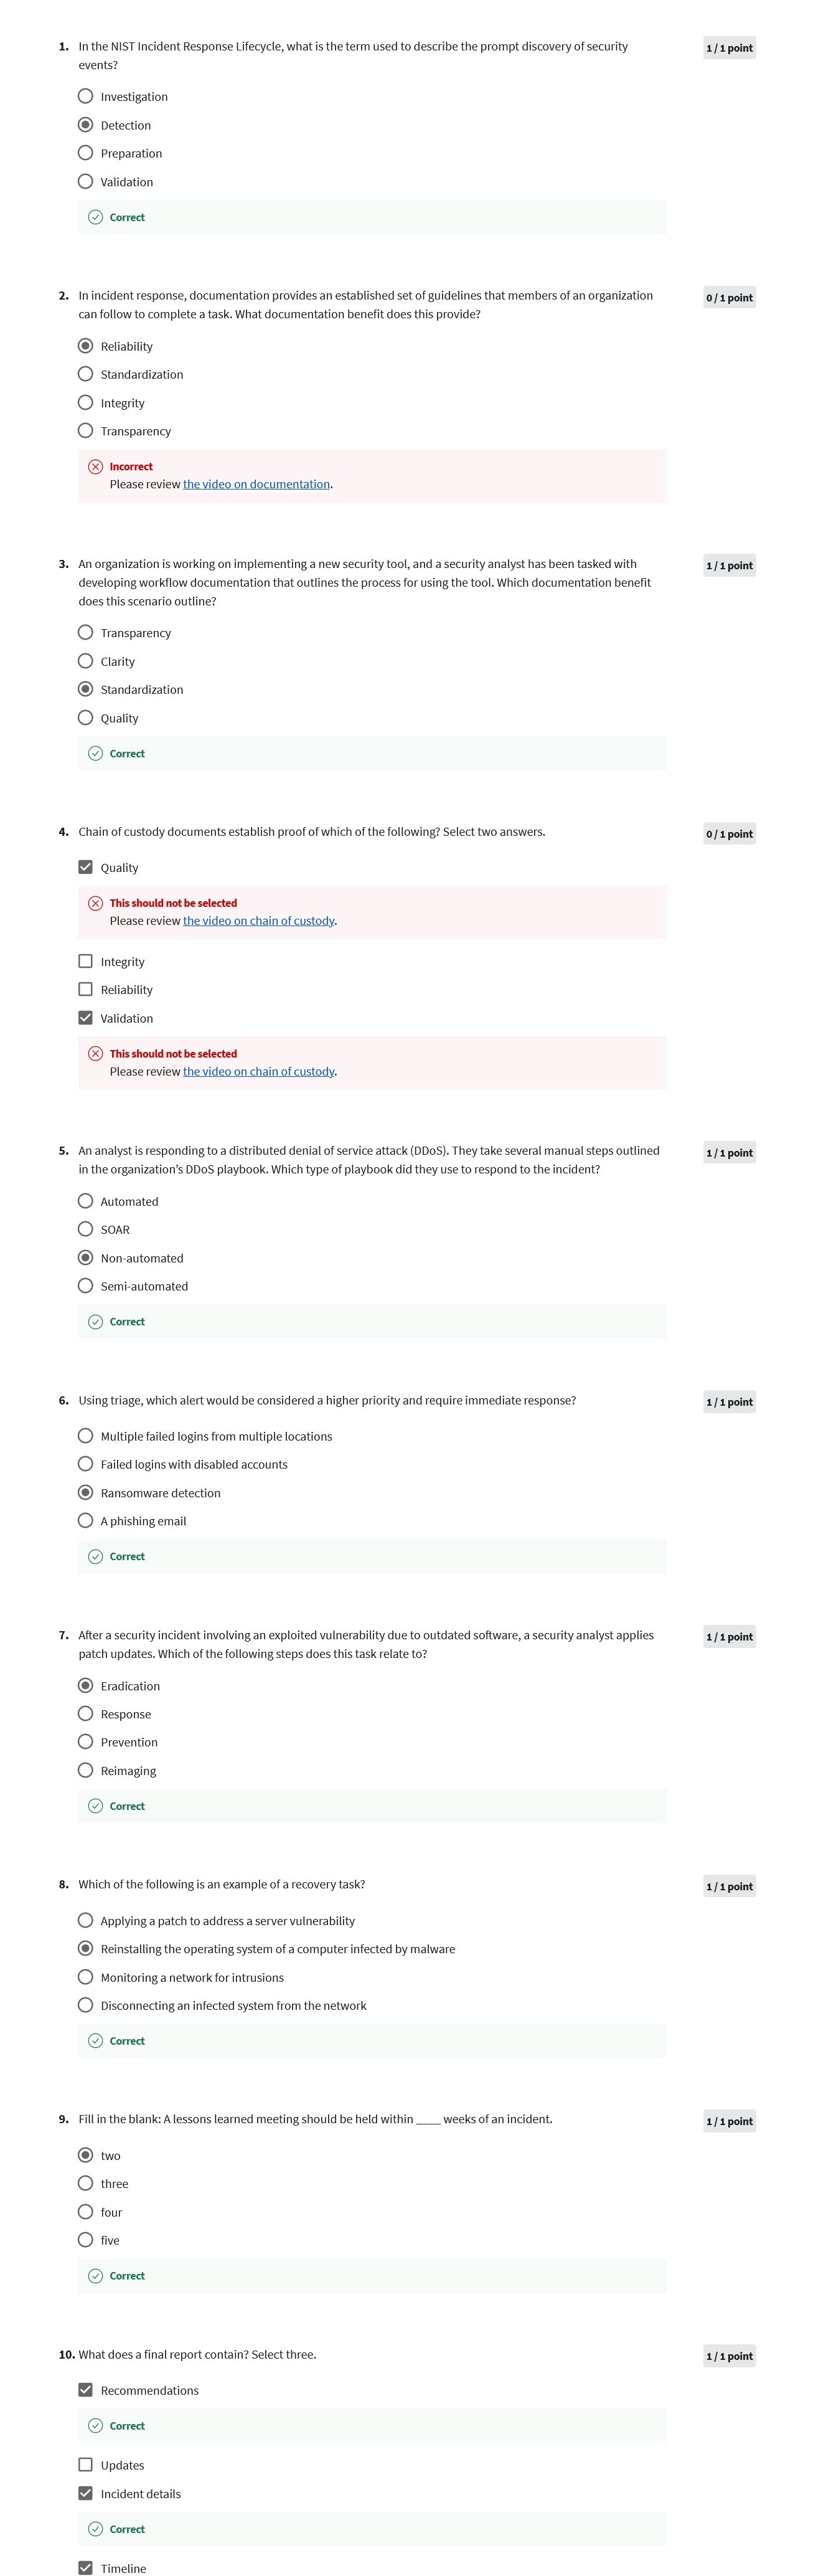 1. In the NIST Incident Response Lifecycle, what is the term used to describe the prompt discovery of security
events?
1 / 1 point
Investigation
Detection
Preparation
Validation
Correct
2. In incident response, documentation provides an established set of guidelines that members of an organization
can follow to complete a task. What documentation benefit does this provide?
0 / 1 point
Reliability
Standardization
Integrity
Transparency
Incorrect
Please review the video on documentation.
3. An organization is working on implementing a new security tool, and a security analyst has been tasked with
developing workflow documentation that outlines the process for using the tool. Which documentation benefit
does this scenario outline?
1 / 1 point
Transparency
Clarity
Standardization
Quality
Correct
4. Chain of custody documents establish proof of which of the following? Select two answers.
0 / 1 point
Quality
This should not be selected
Please review the video on chain of custody.
Integrity
Reliability
Validation
This should not be selected
Please review the video on chain of custody.
5. An analyst is responding to a distributed denial of service attack (DDoS). They take several manual steps outlined
in the organization’s DDoS playbook. Which type of playbook did they use to respond to the incident?
1 / 1 point
Automated
SOAR
Non-automated
Semi-automated
Correct
6. Using triage, which alert would be considered a higher priority and require immediate response?
1 / 1 point
Multiple failed logins from multiple locations
Failed logins with disabled accounts
Ransomware detection
A phishing email
Correct
7. After a security incident involving an exploited vulnerability due to outdated software, a security analyst applies
patch updates. Which of the following steps does this task relate to?
1 / 1 point
Eradication
Response
Prevention
Reimaging
Correct
8. Which of the following is an example of a recovery task?
1 / 1 point
Applying a patch to address a server vulnerability
Reinstalling the operating system of a computer infected by malware
Monitoring a network for intrusions
Disconnecting an infected system from the network
Correct
9. Fill in the blank: A lessons learned meeting should be held within ____ weeks of an incident.
1 / 1 point
two
three
four
five
Correct
10. What does a final report contain? Select three.
1 / 1 point
Recommendations
Correct
Updates
Incident details
Correct
Timeline